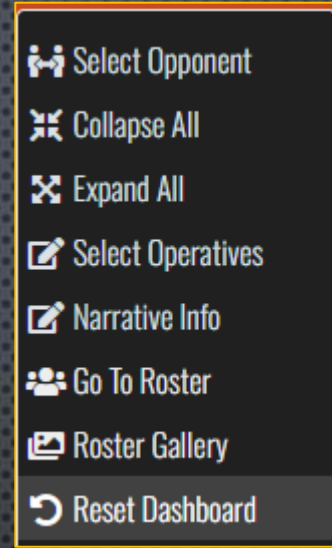 Select Opponent
Collapse All
Expand All
Select Operatives
Narrative Info
Go To Roster
Roster Gallery
Reset Dashboard